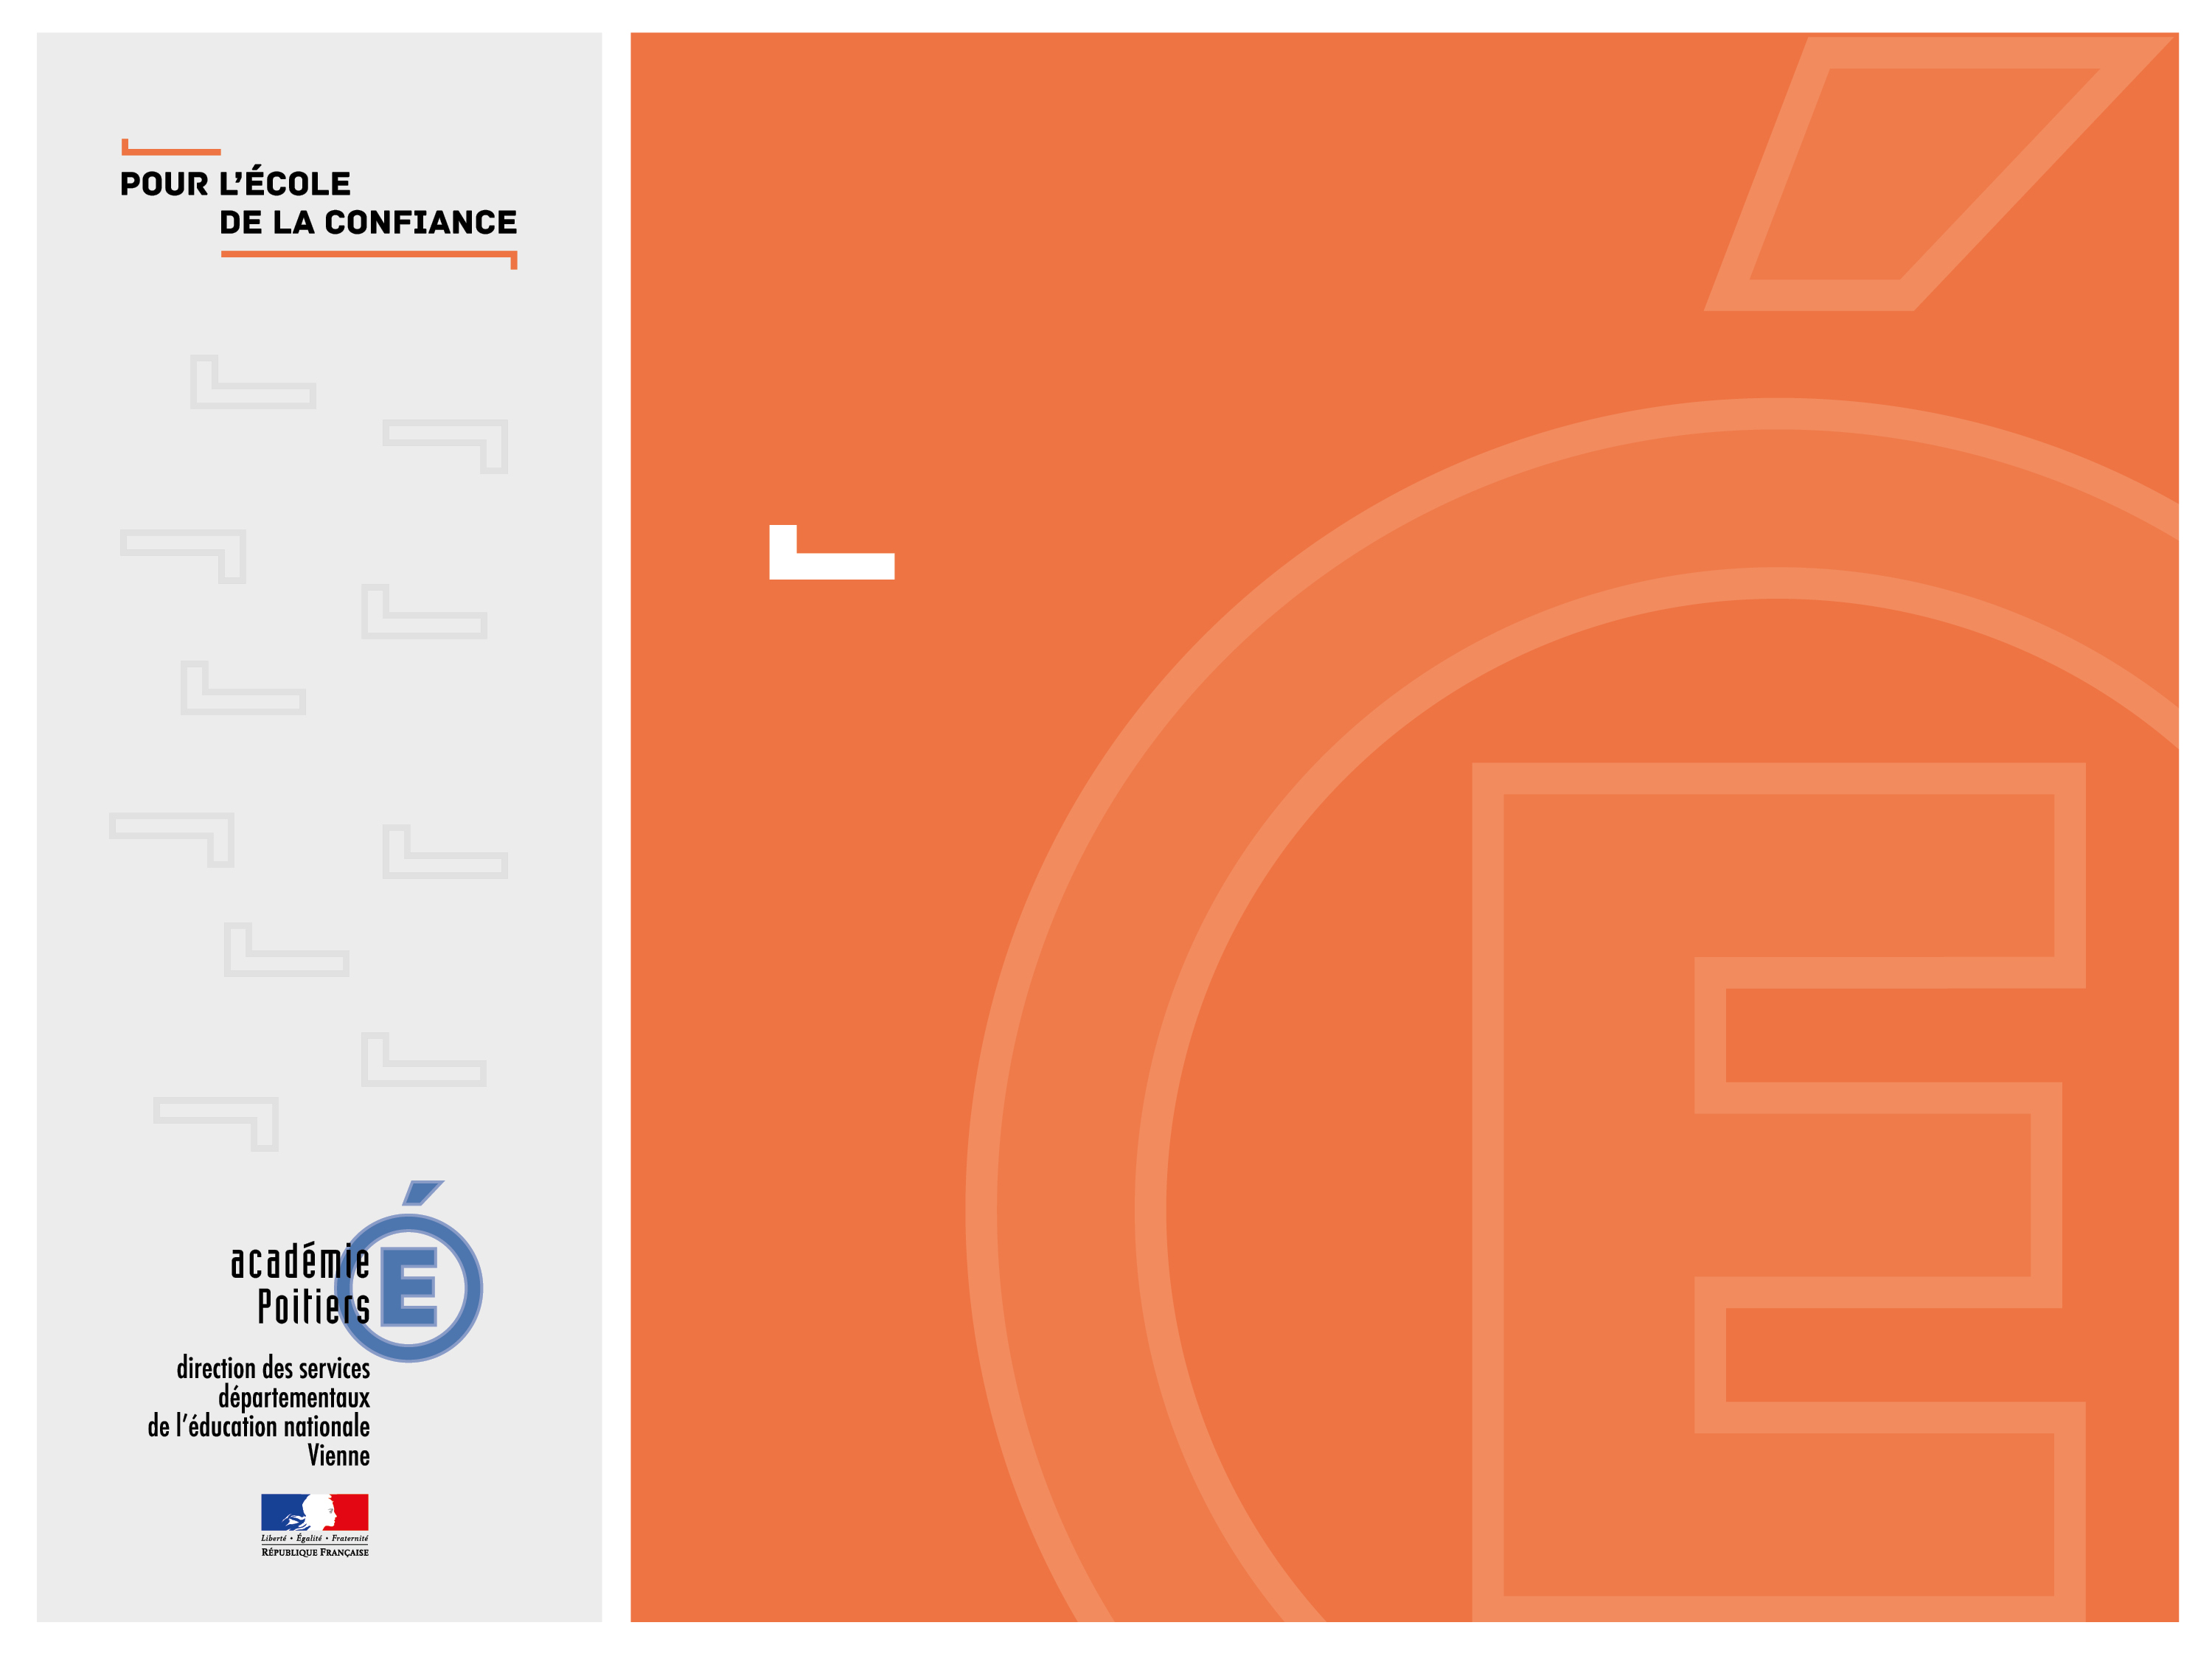 POUR L'ÉCOLE
DE LA CONFIANCE
académie
Poitiers
É
direction des services
départementaux
de l'éducation nationale
Vienne
Liberté • Égalité • Fraternité
RÉPUBLIQUE FRANÇAISE
É